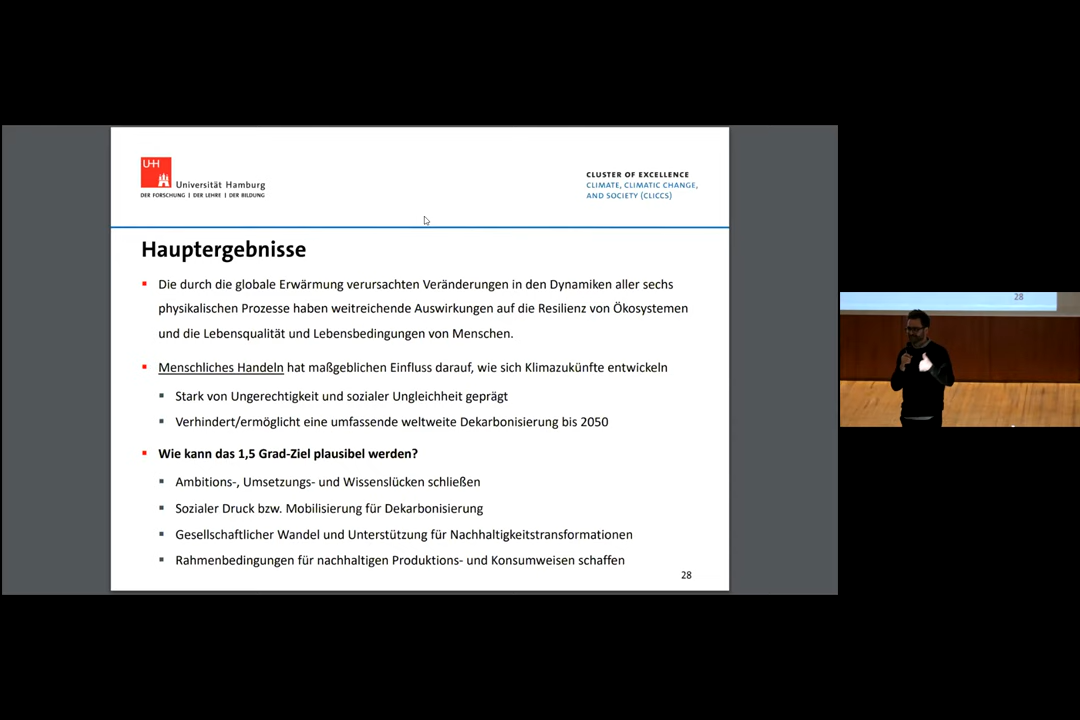 UHH
Universität Hamburg
DER FORSCHUNG | DER LEHRE | DER BILDUNG
CLUSTER OF EXCELLENCE
CLIMATE, CLIMATIC CHANGE,
AND SOCIETY (CLICCS)
Hauptergebnisse
Die durch die globale Erwärmung verursachten Veränderungen in den Dynamiken aller sechs
physikalischen Prozesse haben weitreichende Auswirkungen auf die Resilienz von Ökosystemen
und die Lebensqualität und Lebensbedingungen von Menschen.
Menschliches Handeln hat maßgeblichen Einfluss darauf, wie sich Klimazukünfte entwickeln
Stark von Ungerechtigkeit und sozialer Ungleichheit geprägt
Verhindert/ermöglicht eine umfassende weltweite Dekarbonisierung bis 2050
Wie kann das 1,5 Grad-Ziel plausibel werden?
Ambitions-, Umsetzungs- und Wissenslücken schließen
Sozialer Druck bzw. Mobilisierung für Dekarbonisierung
Gesellschaftlicher Wandel und Unterstützung für Nachhaltigkeitstransformationen
Rahmenbedingungen für nachhaltigen Produktions- und Konsumweisen schaffen
28
28